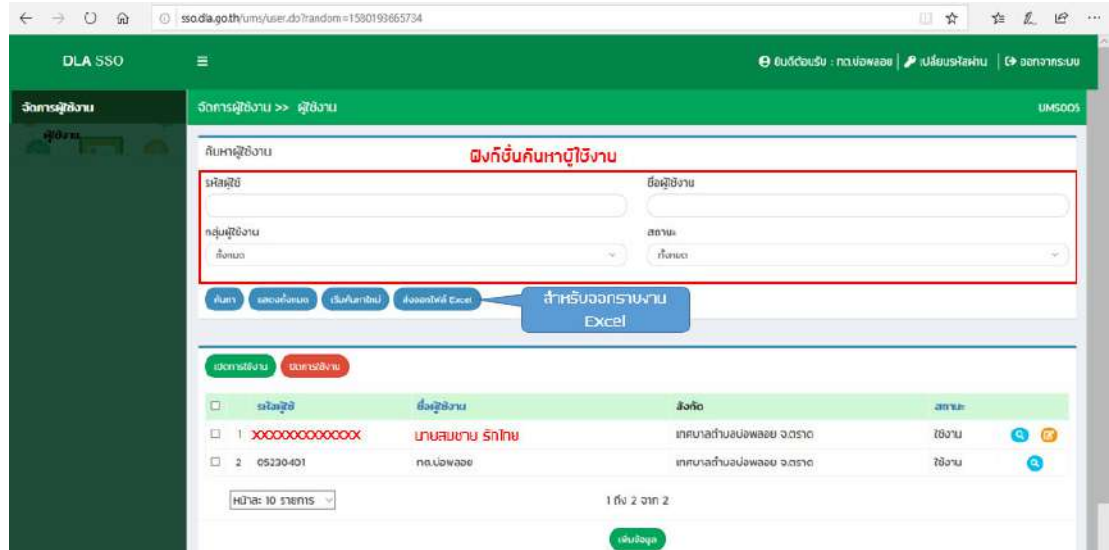 sso.dla.go.th/ums/user.do?random=1580193665734
DLA SSO
ยินดีต้อนรับ : ทต.บ่อพลอย | เปลี่ยนรหัสผ่าน | ออกจากระบบ
จัดการผู้ใช้งาน
จัดการผู้ใช้งาน >> ผู้ใช้งาน
UMS005
ผู้ใช้งาน
ค้นหาผู้ใช้งาน
ฟังก์ชั่นค้นหาผู้ใช้งาน
รหัสผู้ใช้
ชื่อผู้ใช้งาน
กลุ่มผู้ใช้งาน
สถานะ
ทั้งหมด
ทั้งหมด
ค้นหา
แสดงทั้งหมด
เริ่มค้นหาใหม่
ส่งออกไฟล์ Excel
สำหรับออกรายงาน
Excel
เปิดการใช้งาน
ปิดการใช้งาน
รหัสผู้ใช้ ชื่อผู้ใช้งาน สังกัด สถานะ
1 XXXXXXXXXXXXX นายสมชาย รักไทย เทศบาลตำบลบ่อพลอย จ.ตราด ใช้งาน
2 05230401 ทต.บ่อพลอย เทศบาลตำบลบ่อพลอย จ.ตราด ใช้งาน
หน้าละ 10 รายการ
1 ถึง 2 จาก 2
เพิ่มข้อมูล